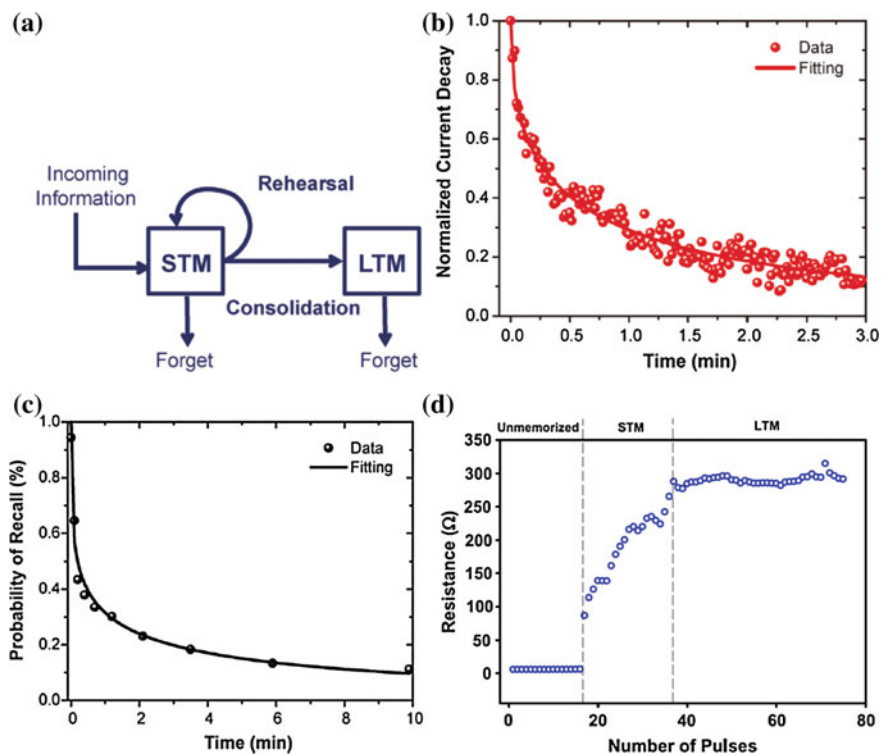 (a)
Incoming
Information
Rehearsal
STM
LTM
Consolidation
Forget
Forget
(b)
Normalized Current Decay
1.0
0.8
0.6
0.4
0.2
0.0
Data
Fitting
0.0 0.5 1.0 1.5 2.0 2.5 3.0
Time (min)
(c)
Probability of Recall (%)
1.0
0.8
0.6
0.4
0.2
0.0
Data
Fitting
0 2 4 6 8 10
Time (min)
(d)
Unmemorized STM LTM
Resistance (Ω)
350
300
250
200
150
100
50
0
0 20 40 60 80
Number of Pulses